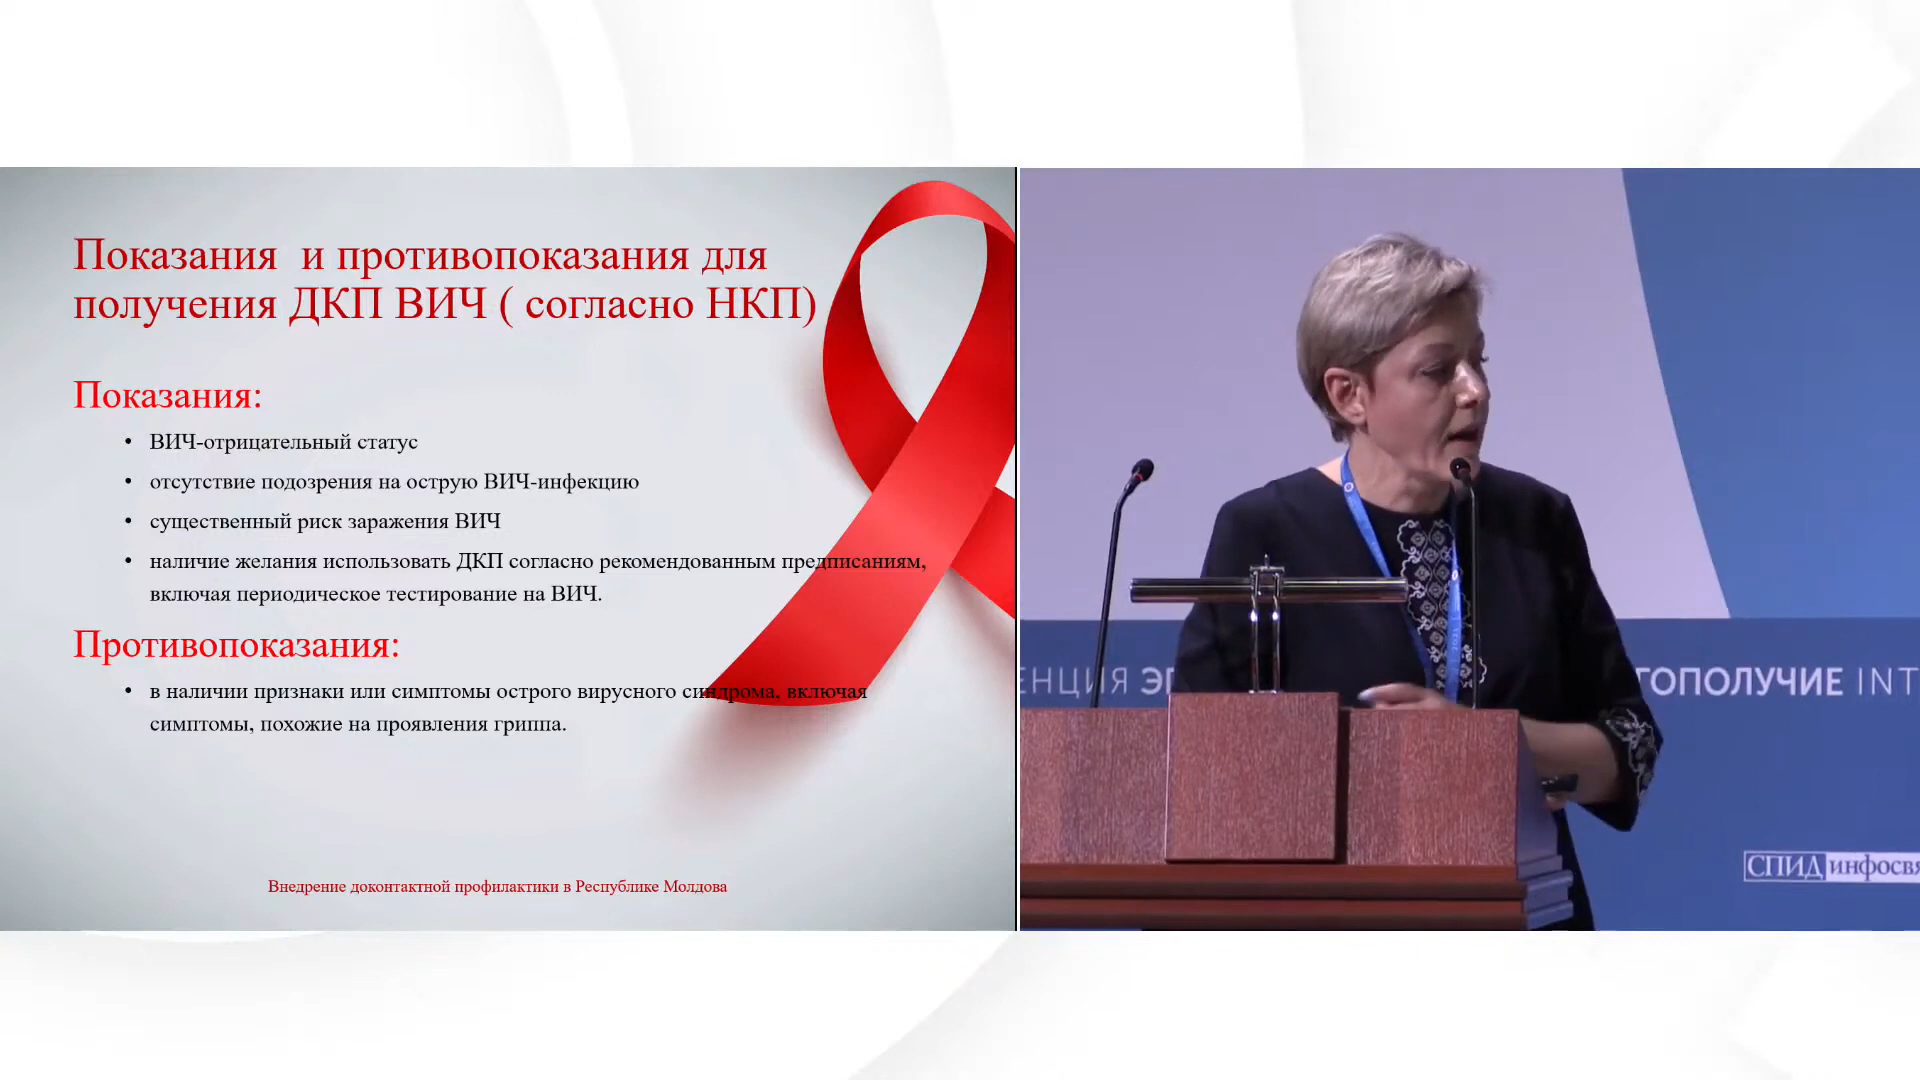 Показания и противопоказания для
получения ДКП ВИЧ ( согласно НКП)
Показания:
• ВИЧ-отрицательный статус
• отсутствие подозрения на острую ВИЧ-инфекцию
• существенный риск заражения ВИЧ
• наличие желания использовать ДКП согласно рекомендованным предписаниям,
включая периодическое тестирование на ВИЧ.
Противопоказания:
• в наличии признаки или симптомы острого вирусного синдрома, включая
симптомы, похожие на проявления гриппа.
Внедрение доконтактной профилактики в Республике Молдова
ЕНЦИЯ ЭП
ГОПОЛУЧИЕ INT
СПИД инфосвя